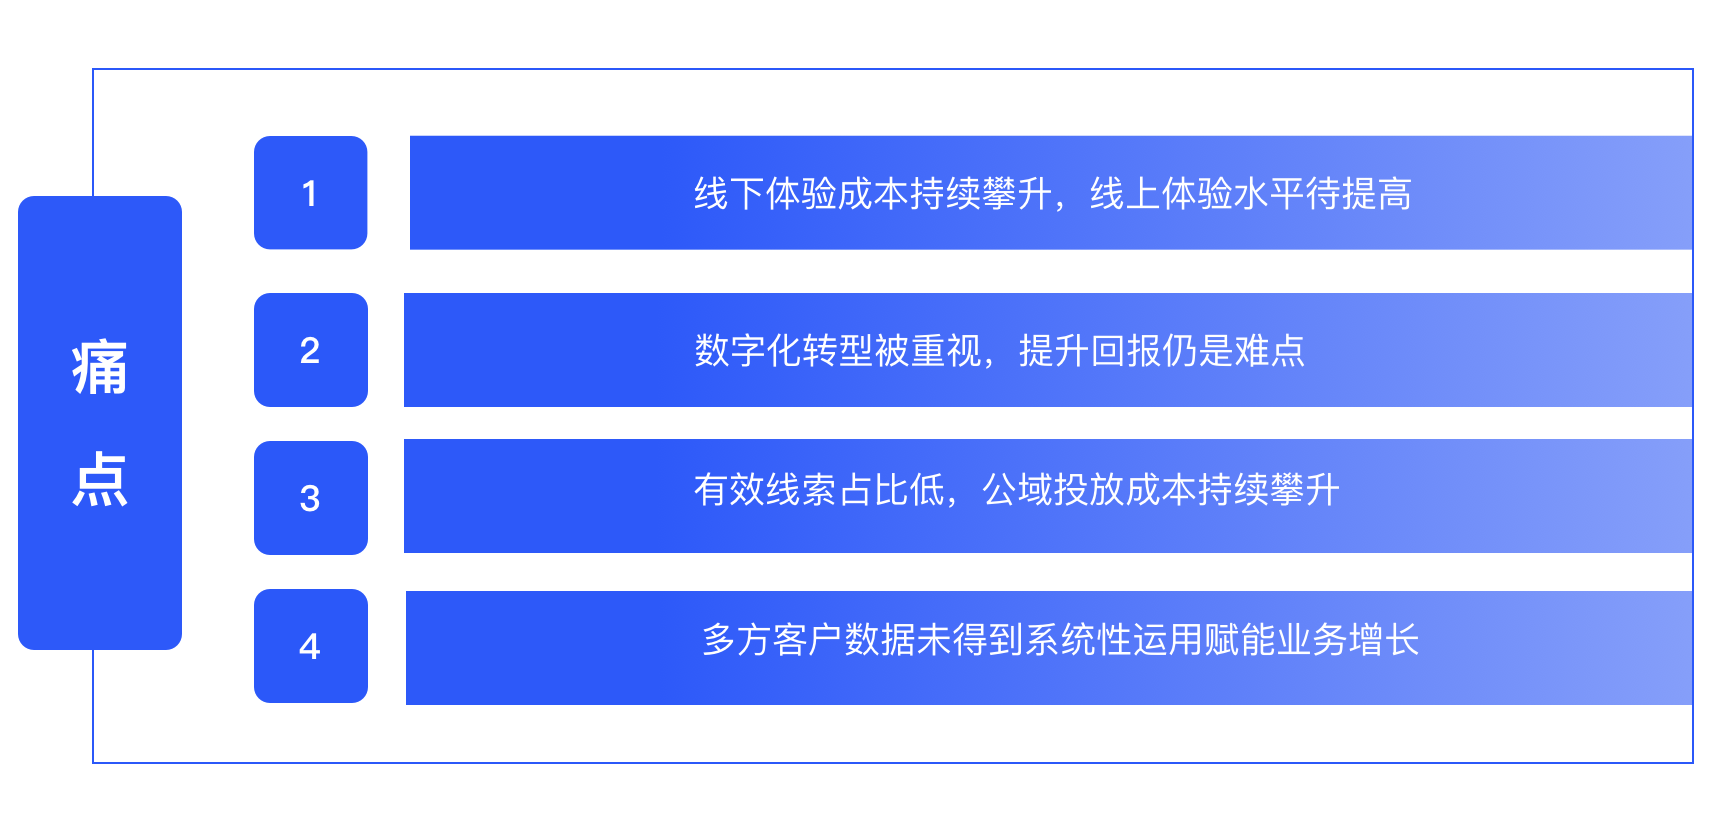 痛
点
1
线下体验成本持续攀升，线上体验水平待提高
2
数字化转型被重视，提升回报仍是难点
3
有效线索占比低，公域投放成本持续攀升
4
多方客户数据未得到系统性运用赋能业务增长